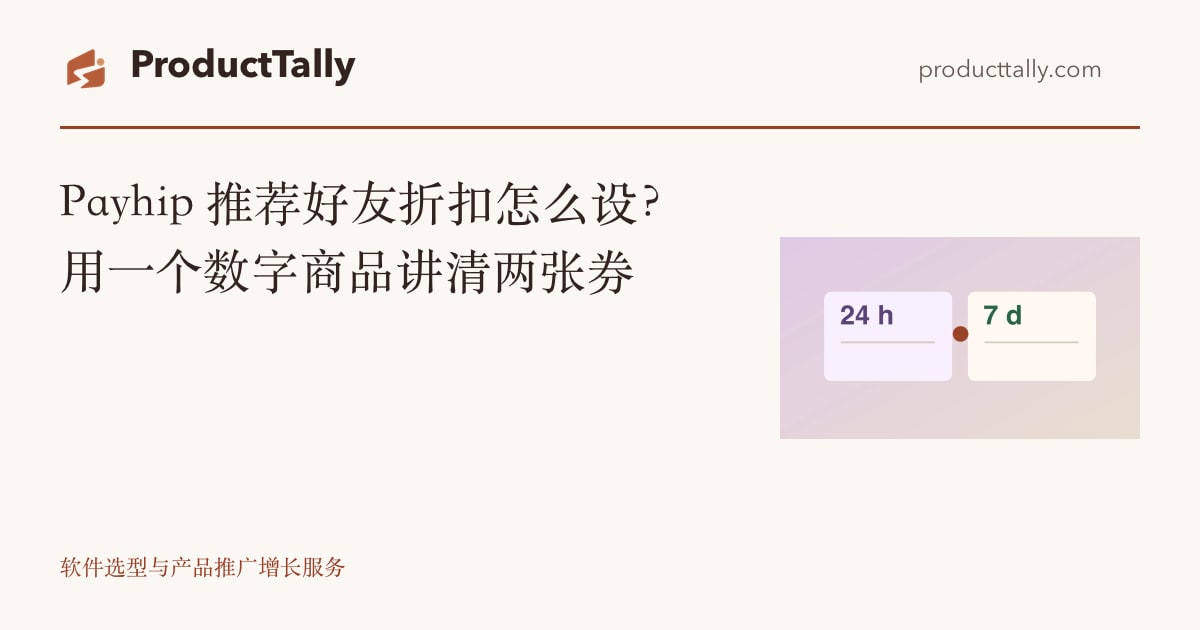 ProductTally
producttally.com
Payhip 推荐好友折扣怎么设?
用一个数字商品讲清两张券
24 h
7 d
软件选型与产品推广增长服务